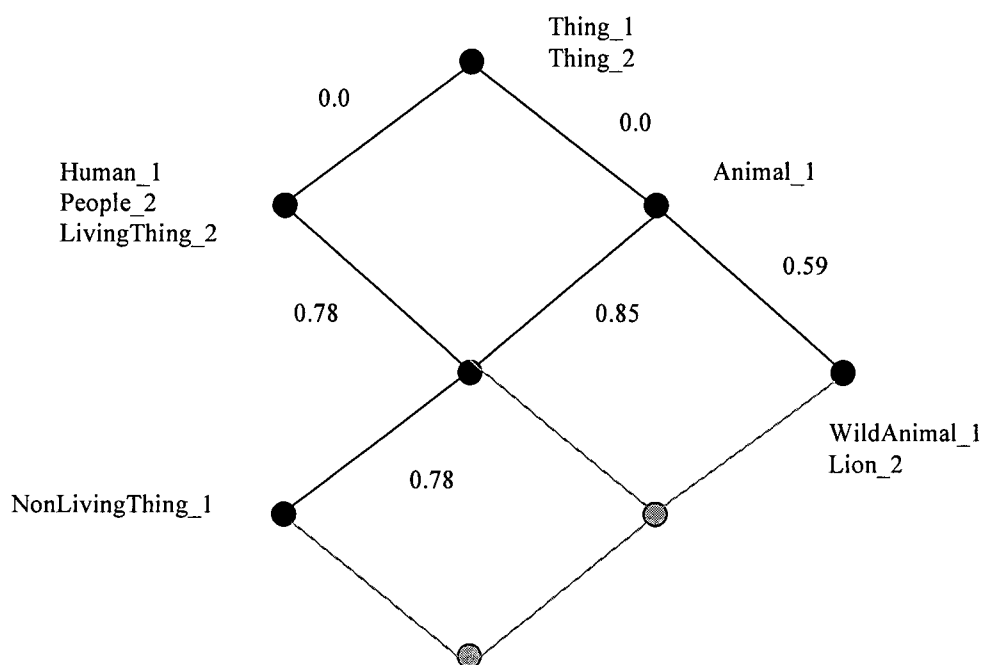 Thing_1
Thing_2
0.0
0.0
Human_1
People_2
LivingThing_2
Animal_1
0.59
0.78
0.85
WildAnimal_1
Lion_2
0.78
NonLivingThing_1